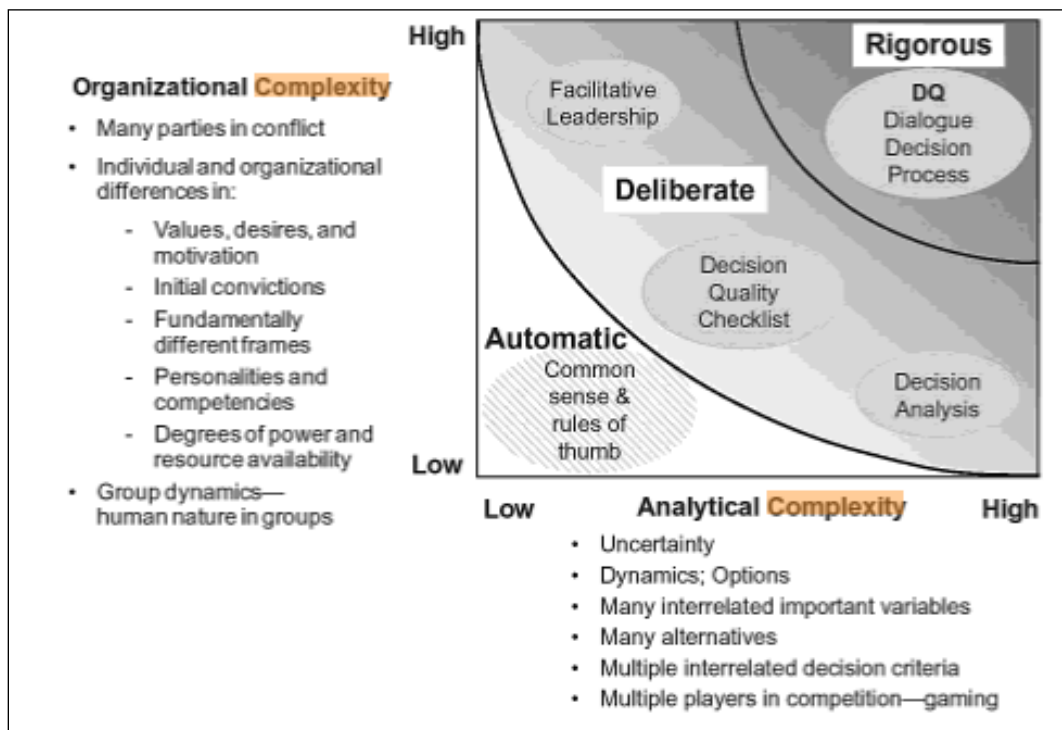 Organizational Complexity
• Many parties in conflict
• Individual and organizational
differences in:
- Values, desires, and
motivation
- Initial convictions
- Fundamentally
different frames
- Personalities and
competencies
- Degrees of power and
resource availability
• Group dynamics—
human nature in groups
High
Low
Rigorous
DQ
Dialogue
Decision
Process
Facilitative
Leadership
Deliberate
Decision
Quality
Checklist
Automatic
Common
sense &
rules of
thumb
Decision
Analysis
Low
Analytical Complexity
High
• Uncertainty
• Dynamics; Options
• Many interrelated important variables
• Many alternatives
• Multiple interrelated decision criteria
• Multiple players in competition—gaming